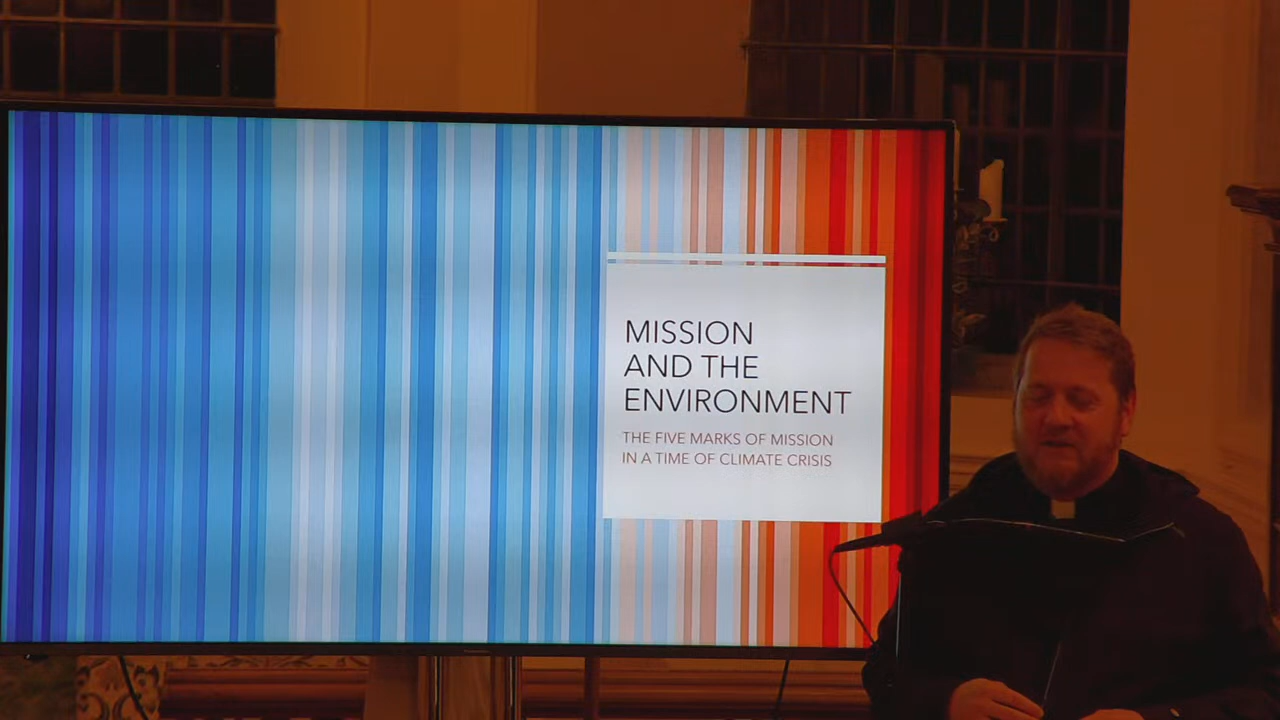 MISSION
AND THE
ENVIRONMENT
THE FIVE MARKS OF MISSION
IN A TIME OF CLIMATE CRISIS